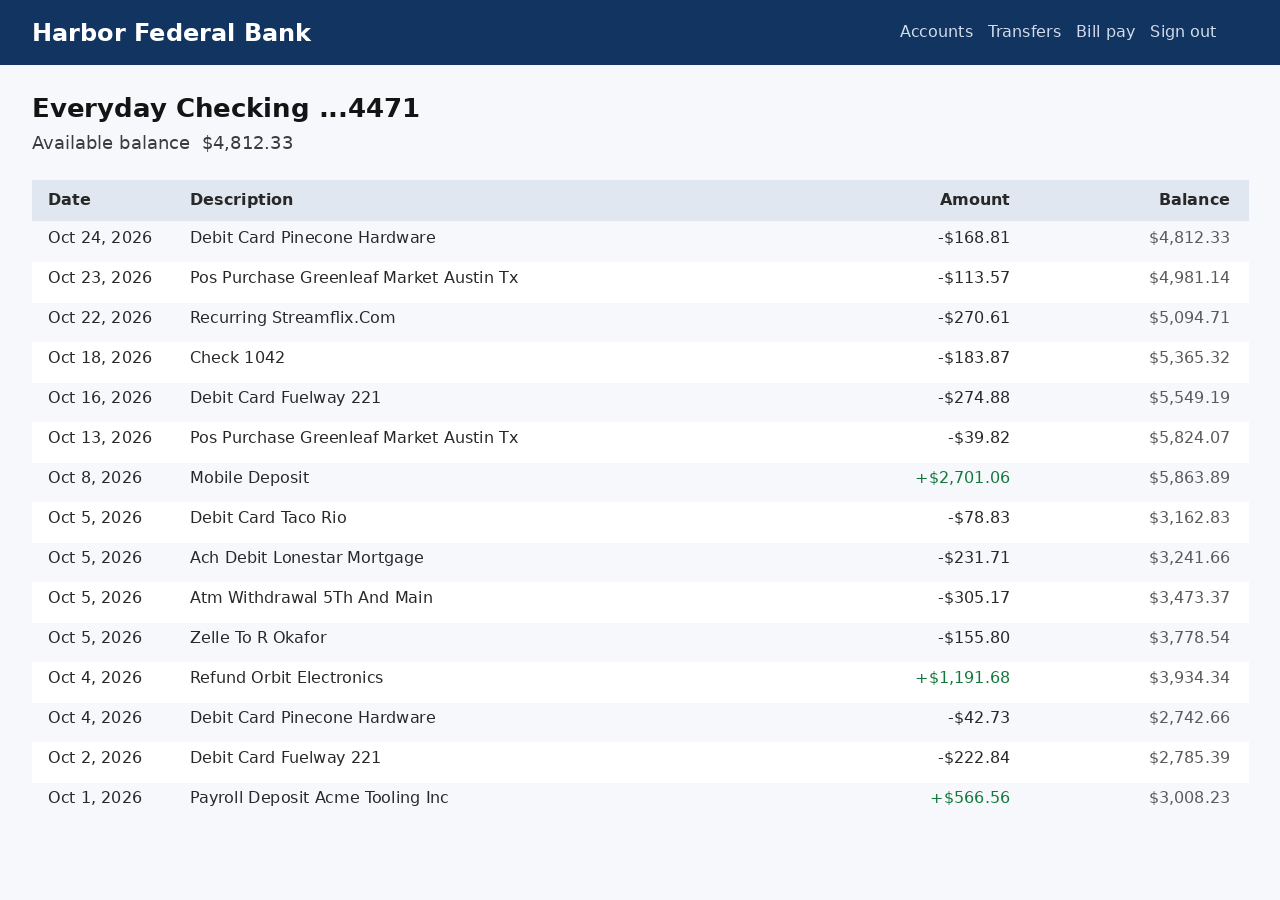 Harbor Federal Bank Accounts Transfers Bill pay Sign out
Everyday Checking ...4471
Available balance $4,812.33
Date Description Amount Balance
Oct 24, 2026 Debit Card Pinecone Hardware -$168.81 $4,812.33
Oct 23, 2026 Pos Purchase Greenleaf Market Austin Tx -$113.57 $4,981.14
Oct 22, 2026 Recurring Streamflix.Com -$270.61 $5,094.71
Oct 18, 2026 Check 1042 -$183.87 $5,365.32
Oct 16, 2026 Debit Card Fuelway 221 -$274.88 $5,549.19
Oct 13, 2026 Pos Purchase Greenleaf Market Austin Tx -$39.82 $5,824.07
Oct 8, 2026 Mobile Deposit +$2,701.06 $5,863.89
Oct 5, 2026 Debit Card Taco Rio -$78.83 $3,162.83
Oct 5, 2026 Ach Debit Lonestar Mortgage -$231.71 $3,241.66
Oct 5, 2026 Atm Withdrawal 5Th And Main -$305.17 $3,473.37
Oct 5, 2026 Zelle To R Okafor -$155.80 $3,778.54
Oct 4, 2026 Refund Orbit Electronics +$1,191.68 $3,934.34
Oct 4, 2026 Debit Card Pinecone Hardware -$42.73 $2,742.66
Oct 2, 2026 Debit Card Fuelway 221 -$222.84 $2,785.39
Oct 1, 2026 Payroll Deposit Acme Tooling Inc +$566.56 $3,008.23